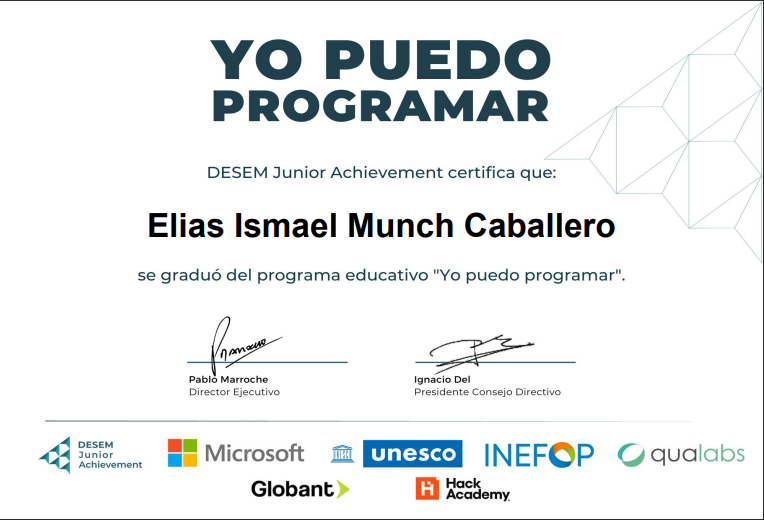 YO PUEDO
PROGRAMAR
DESEM Junior Achievement certifica que:
Elias Ismael Munch Caballero
se graduó del programa educativo "Yo puedo programar".
Pablo Marroche
Director Ejecutivo
Ignacio Del
Presidente Consejo Directivo
DESEM
Junior
Achievement
Microsoft
unesco
INEFOP
qualabs
Globant
Hack
Academy